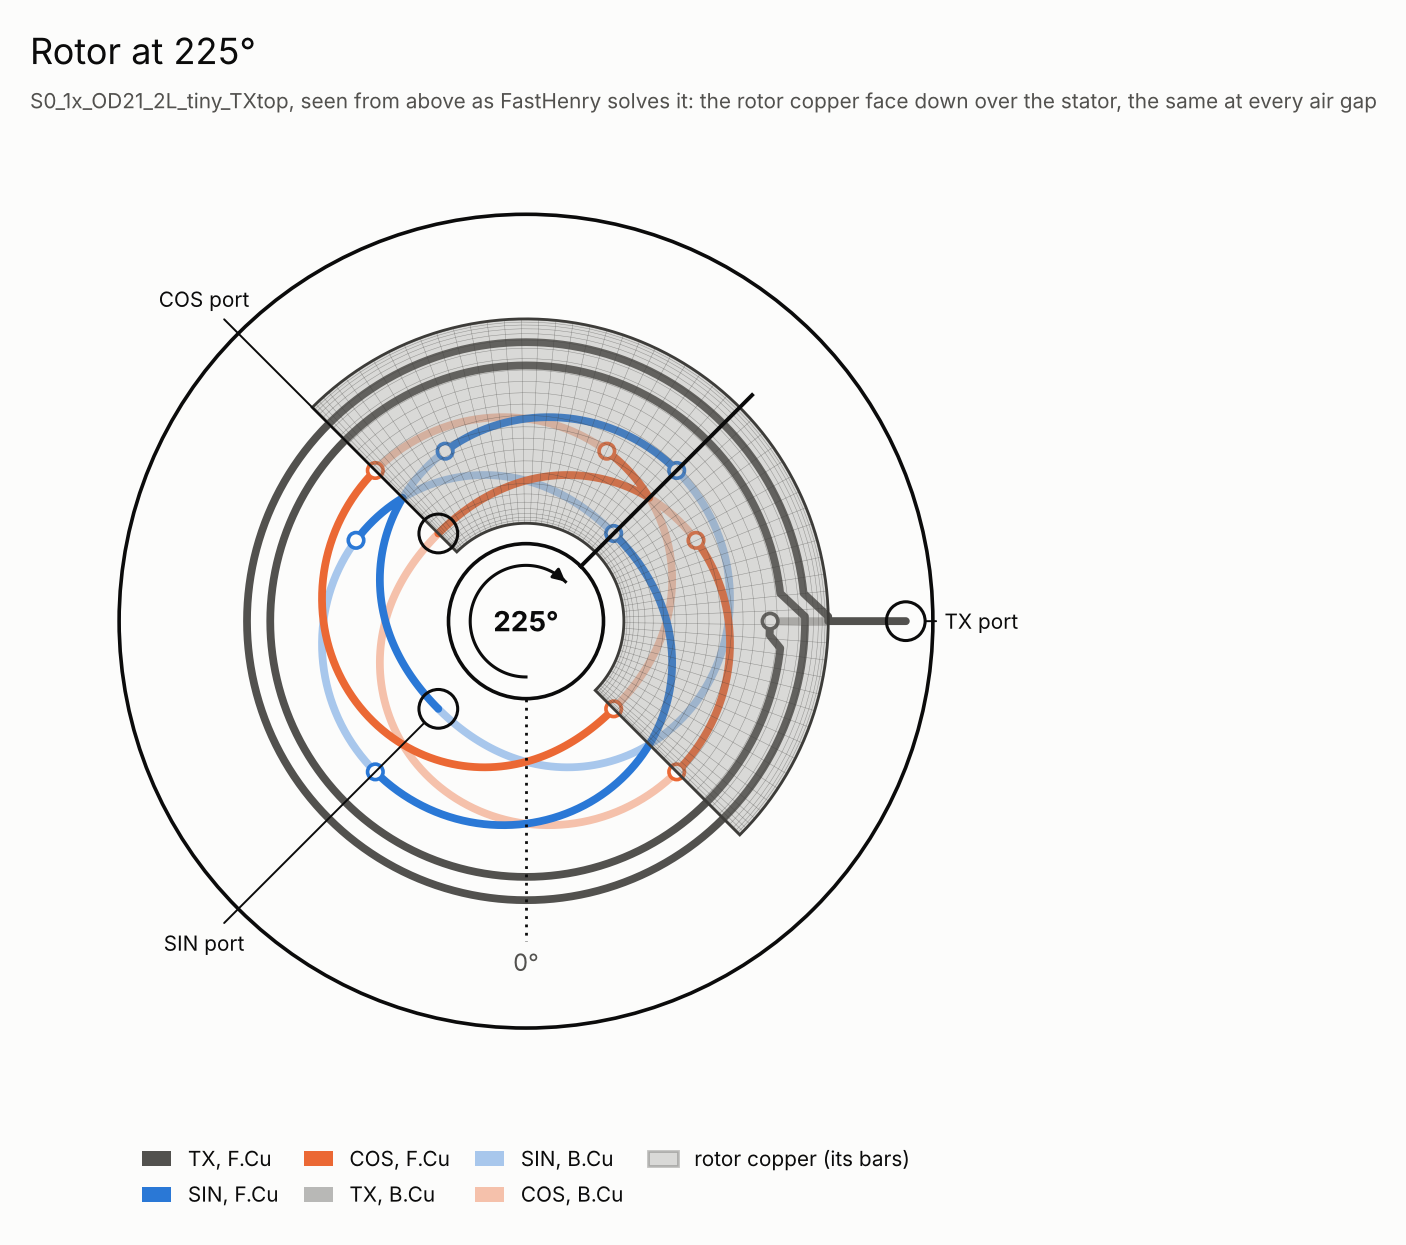 Rotor at 225°
S0_1x_OD21_2L_tiny_TXtop, seen from above as FastHenry solves it: the rotor copper face down over the stator, the same at every air gap
COS port
225°
TX port
SIN port
0°
TX, F.Cu
COS, F.Cu
SIN, B.Cu
rotor copper (its bars)
SIN, F.Cu
TX, B.Cu
COS, B.Cu